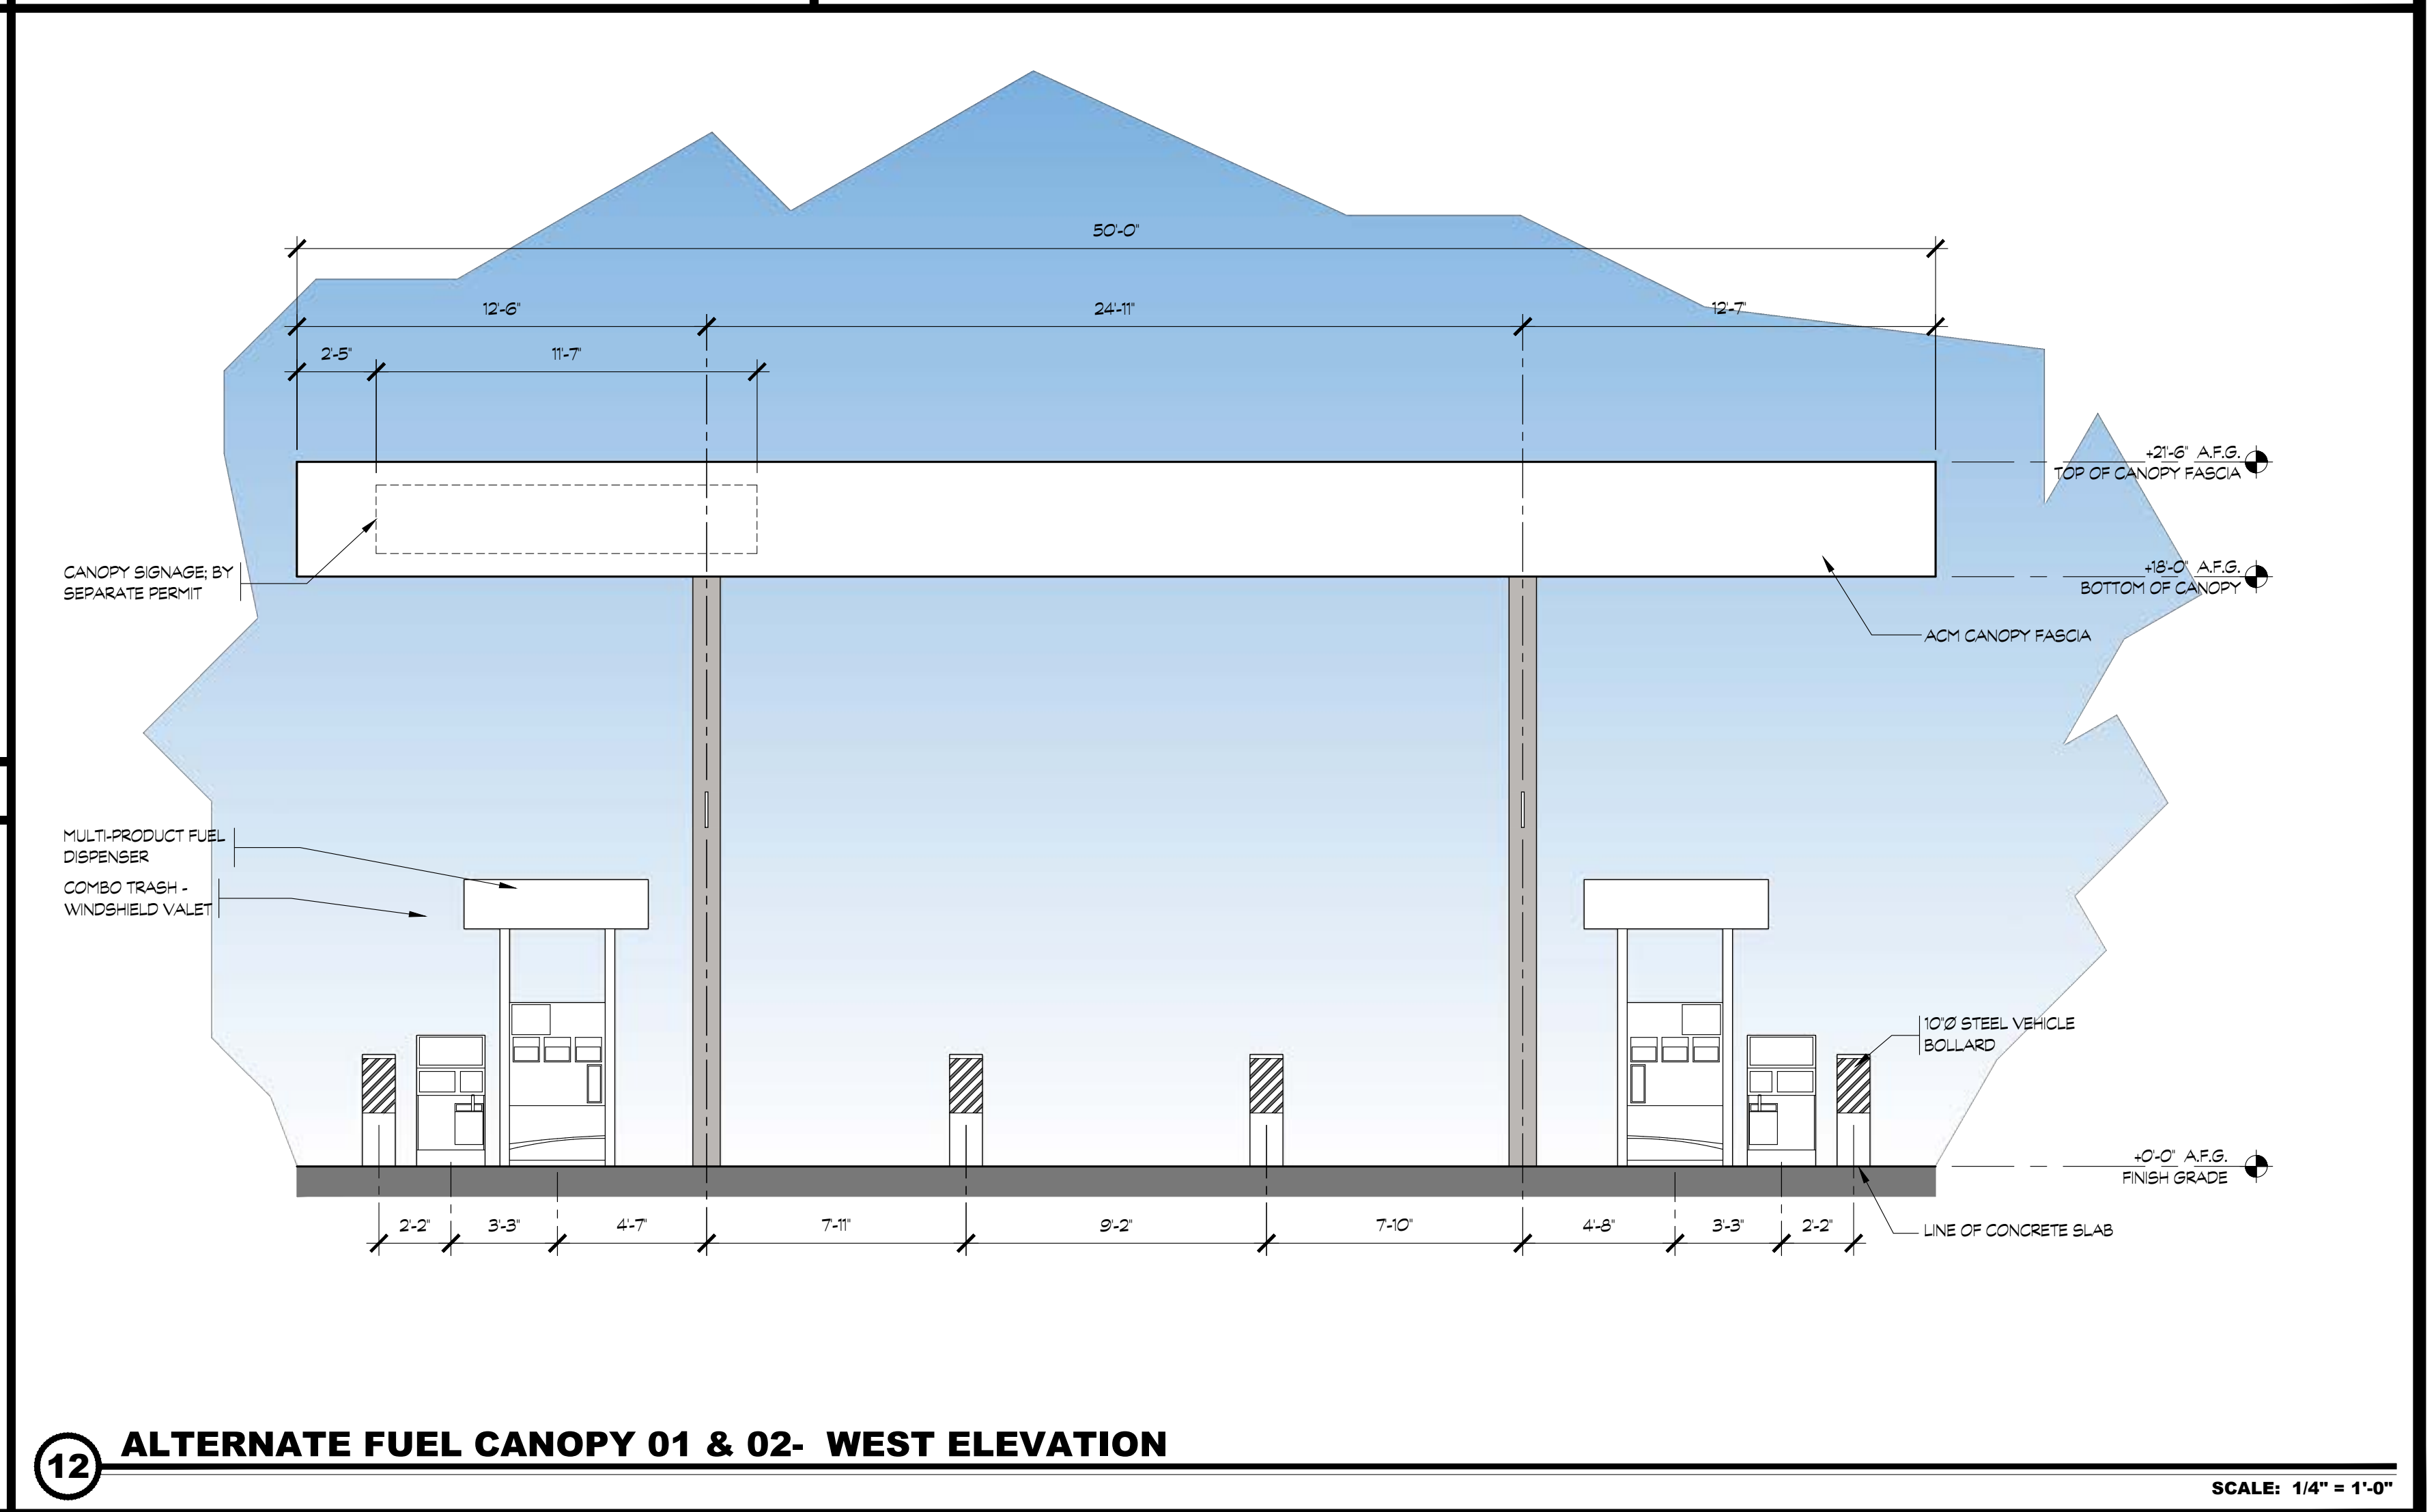 50'-0"
12'-6"
24'-11"
12'-7"
2'-5"
11'-7"
+21'-6" A.F.G.
TOP OF CANOPY FASCIA
CANOPY SIGNAGE; BY
SEPARATE PERMIT
+18'-0" A.F.G.
BOTTOM OF CANOPY
ACM CANOPY FASCIA
MULTI-PRODUCT FUEL
DISPENSER
COMBO TRASH -
WINDSHIELD VALET
10"Ø STEEL VEHICLE
BOLLARD
+0'-0" A.F.G.
FINISH GRADE
2'-2"
3'-3"
4'-7"
7'-11"
9'-2"
7'-10"
4'-8"
3'-3"
2'-2"
LINE OF CONCRETE SLAB
12
ALTERNATE FUEL CANOPY 01 & 02- WEST ELEVATION
SCALE: 1/4" = 1'-0"